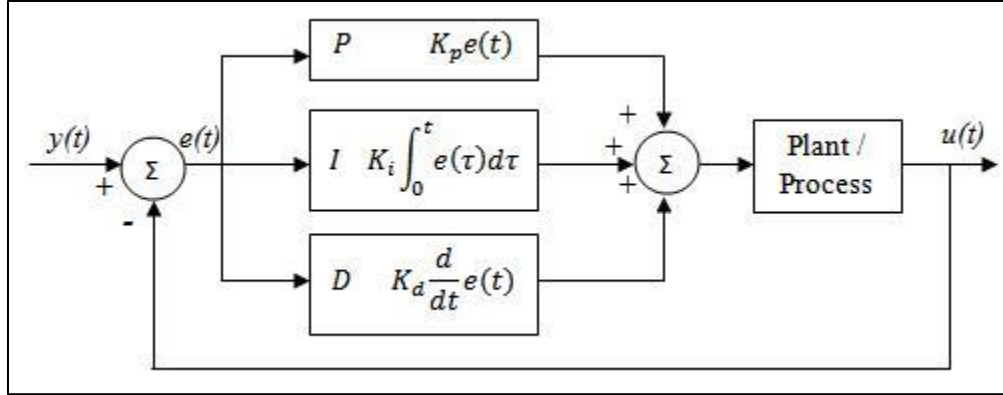 P K_p e(t)
y(t)
e(t)
+
-
Σ
I K_i ∫_0^t e(τ)dτ
D K_d d/dt e(t)
+
+
+
Σ
Plant /
Process
u(t)